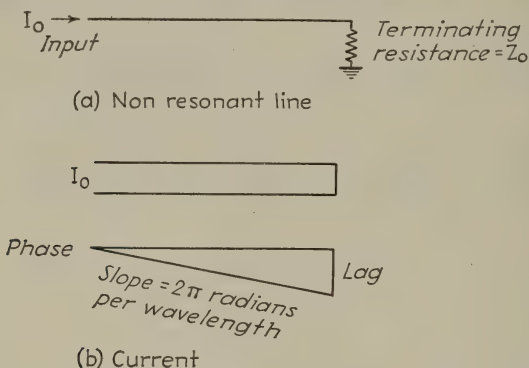 I₀ → Input
Terminating
resistance = Z₀
(a) Non resonant line
I₀
Phase
Lag
Slope = 2π radians
per wavelength
(b) Current